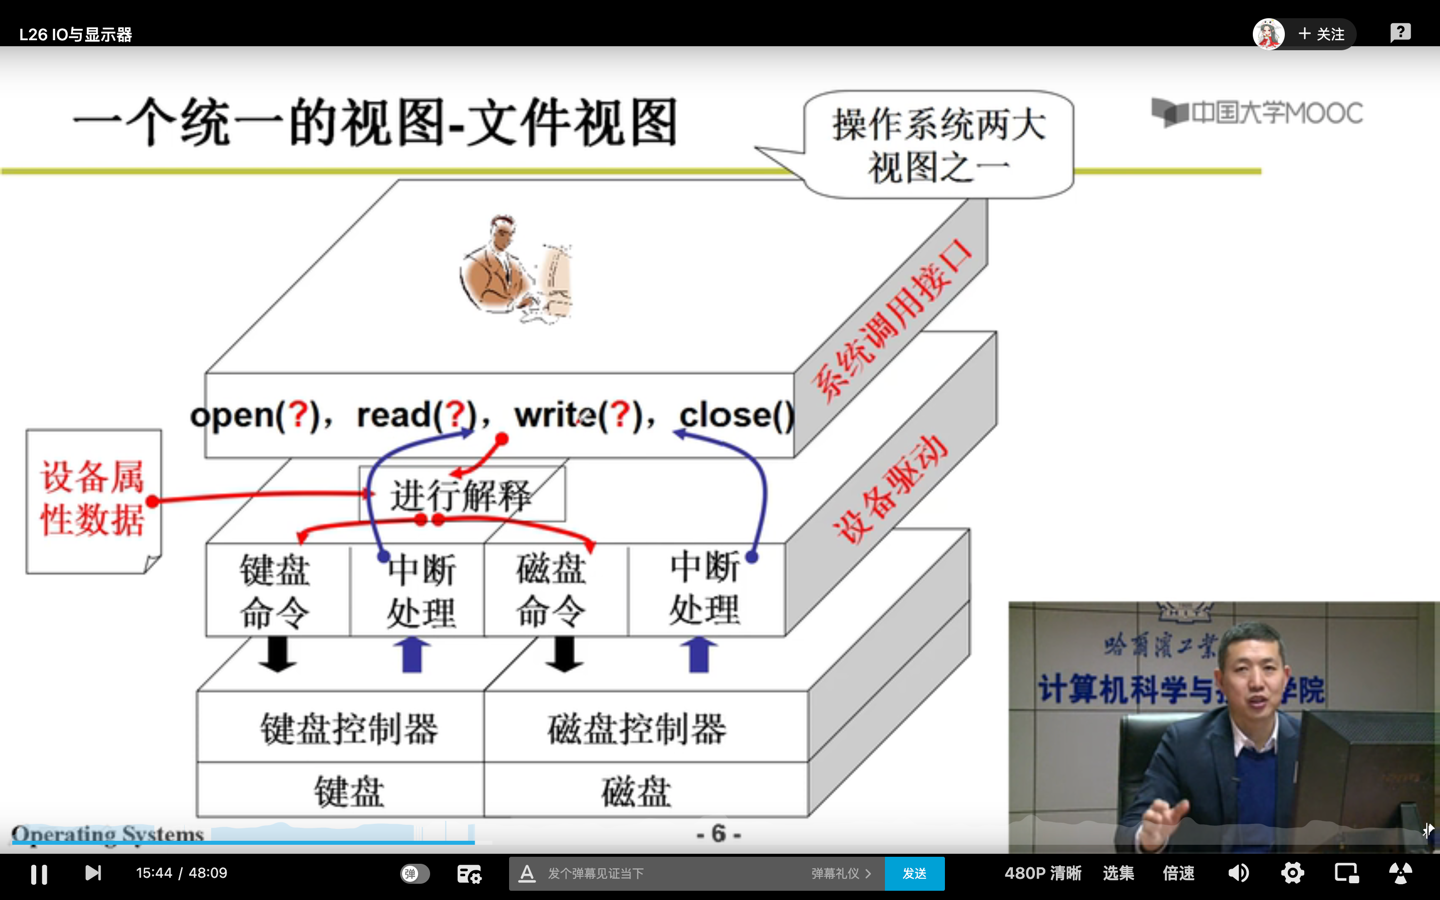 L26 IO与显示器
+ 关注
一个统一的视图-文件视图
操作系统两大
视图之一
中国大学MOOC
系统调用接口
open(?)，read(?)，write(?)，close()
设备属
性数据
进行解释
设备驱动
键盘
命令
中断
处理
磁盘
命令
中断
处理
键盘控制器
磁盘控制器
键盘
磁盘
哈尔滨工业
计算机科学与
学院
Operating Systems
- 6 -
15:44 / 48:09
弹
A
发个弹幕见证当下
弹幕礼仪 >
发送
480P 清晰
选集
倍速